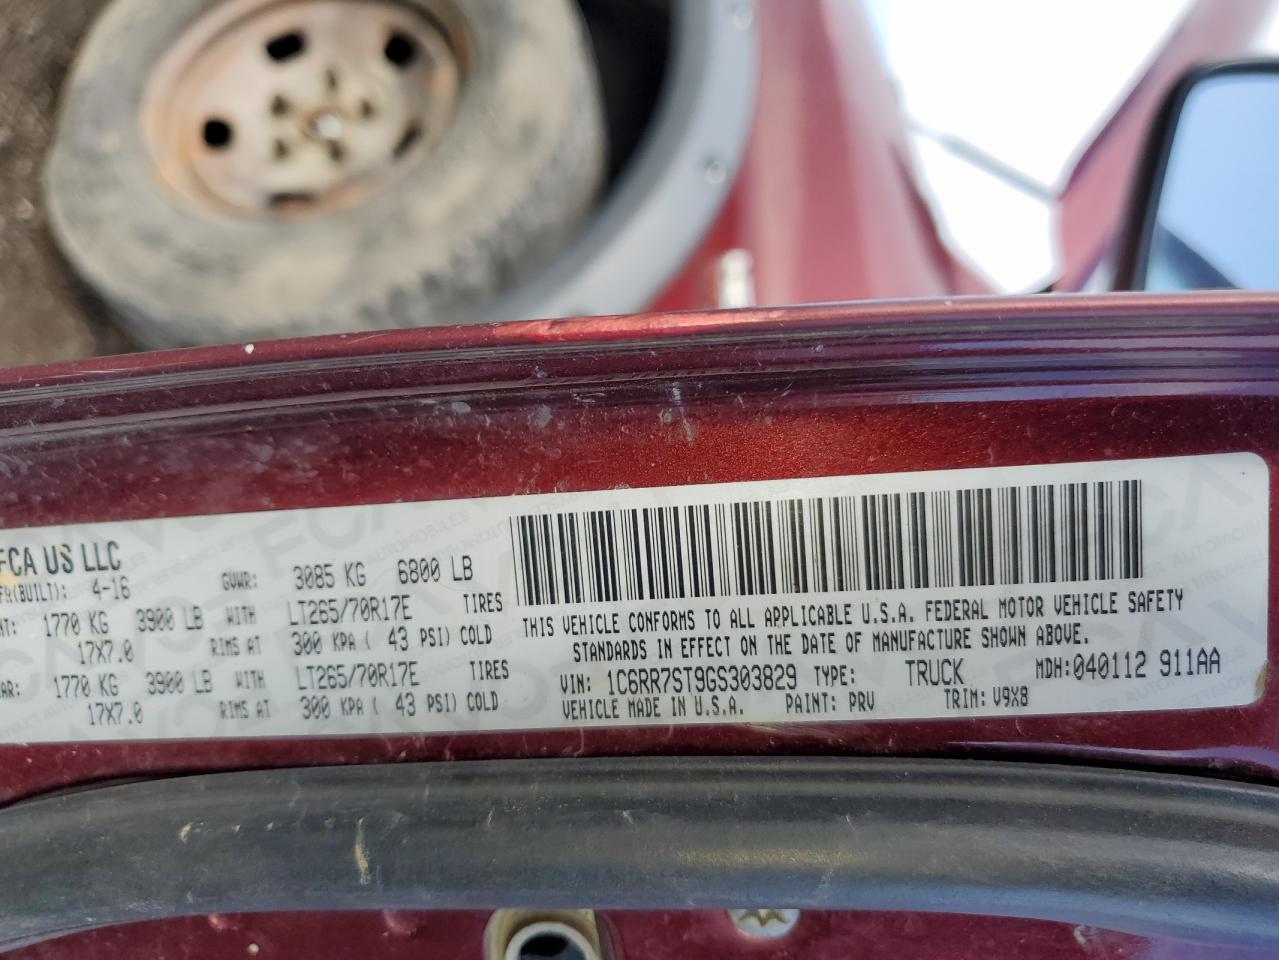 FCA US LLC
FR(BUILT): 4-16 GVWR: 3085 KG 6800 LB
NT: 1770 KG 3900 LB WITH LT265/70R17E TIRES
17X7.0 RIMS AT 300 KPA ( 43 PSI) COLD
EAR: 1770 KG 3900 LB WITH LT265/70R17E TIRES
17X7.0 RIMS AT 300 KPA ( 43 PSI) COLD
THIS VEHICLE CONFORMS TO ALL APPLICABLE U.S.A. FEDERAL MOTOR VEHICLE SAFETY
STANDARDS IN EFFECT ON THE DATE OF MANUFACTURE SHOWN ABOVE.
VIN: 1C6RR7ST9GS303829 TYPE: TRUCK MDH:040112 911AA
VEHICLE MADE IN U.S.A. PAINT: PRV TRIM: V9X8